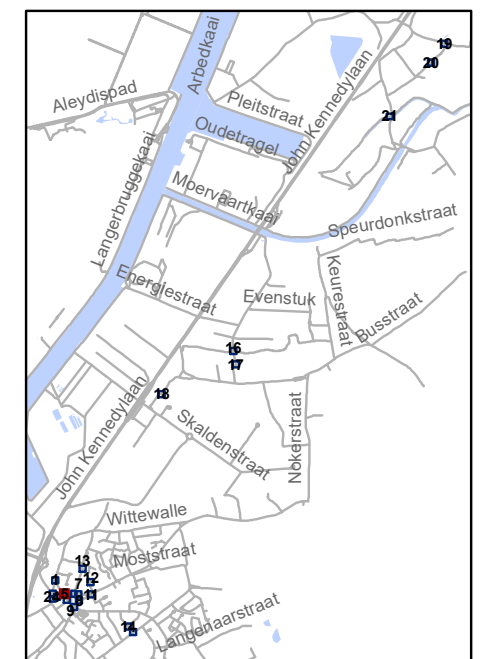 Arbedkaai
19
20
Aleydispad
Pleitstraat
John Kennedylaan
21
Oudetragel
Langerbruggekaai
Moervaartkaai
Speurdonkstraat
Energiestraat
Evenstuk
Keurestraat
Busstraat
16
17
18
John Kennedylaan
Skaldenstraat
Nokerstraat
Wittewalle
Moststraat
13
7
12
5
11
9
Langenaarstraat